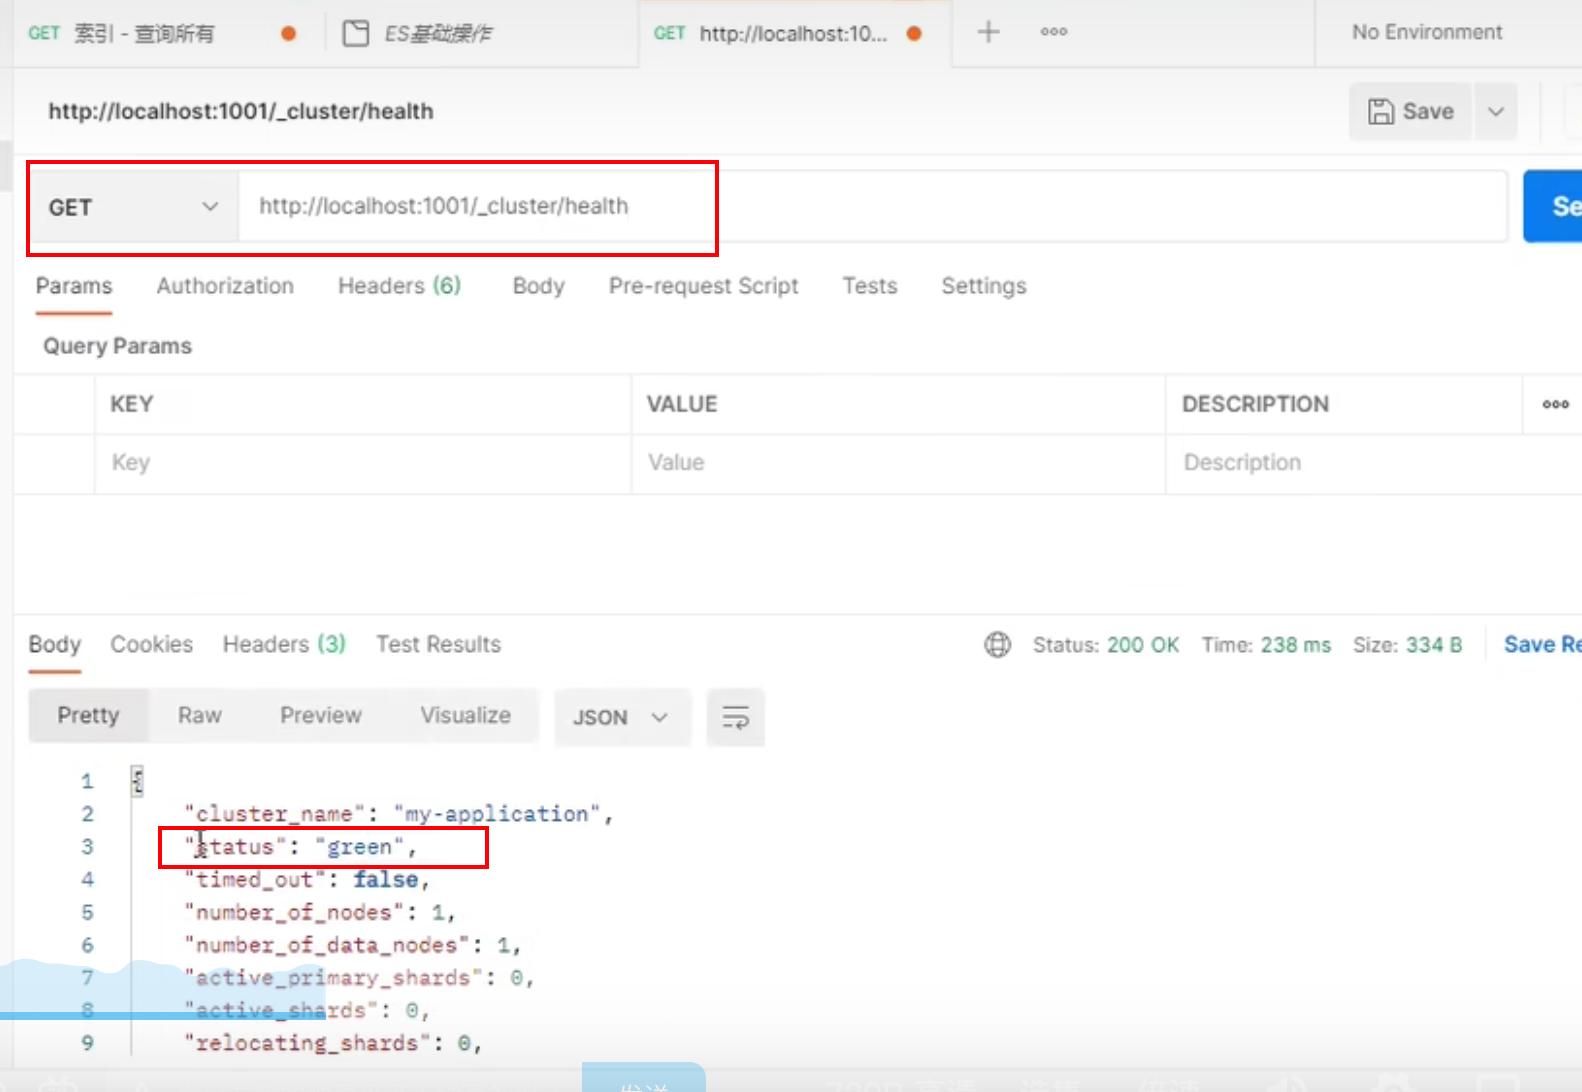 GET 索引 - 查询所有 ES基础操作 GET http://localhost:10... No Environment
http://localhost:1001/_cluster/health Save
GET http://localhost:1001/_cluster/health
Params Authorization Headers (6) Body Pre-request Script Tests Settings
Query Params
KEY VALUE DESCRIPTION
Key Value Description
Body Cookies Headers (3) Test Results Status: 200 OK Time: 238 ms Size: 334 B
Pretty Raw Preview Visualize JSON
1 {
2 "cluster_name": "my-application",
3 "status": "green",
4 "timed_out": false,
5 "number_of_nodes": 1,
6 "number_of_data_nodes": 1,
7 "active_primary_shards": 0,
8 "active_shards": 0,
9 "relocating_shards": 0,